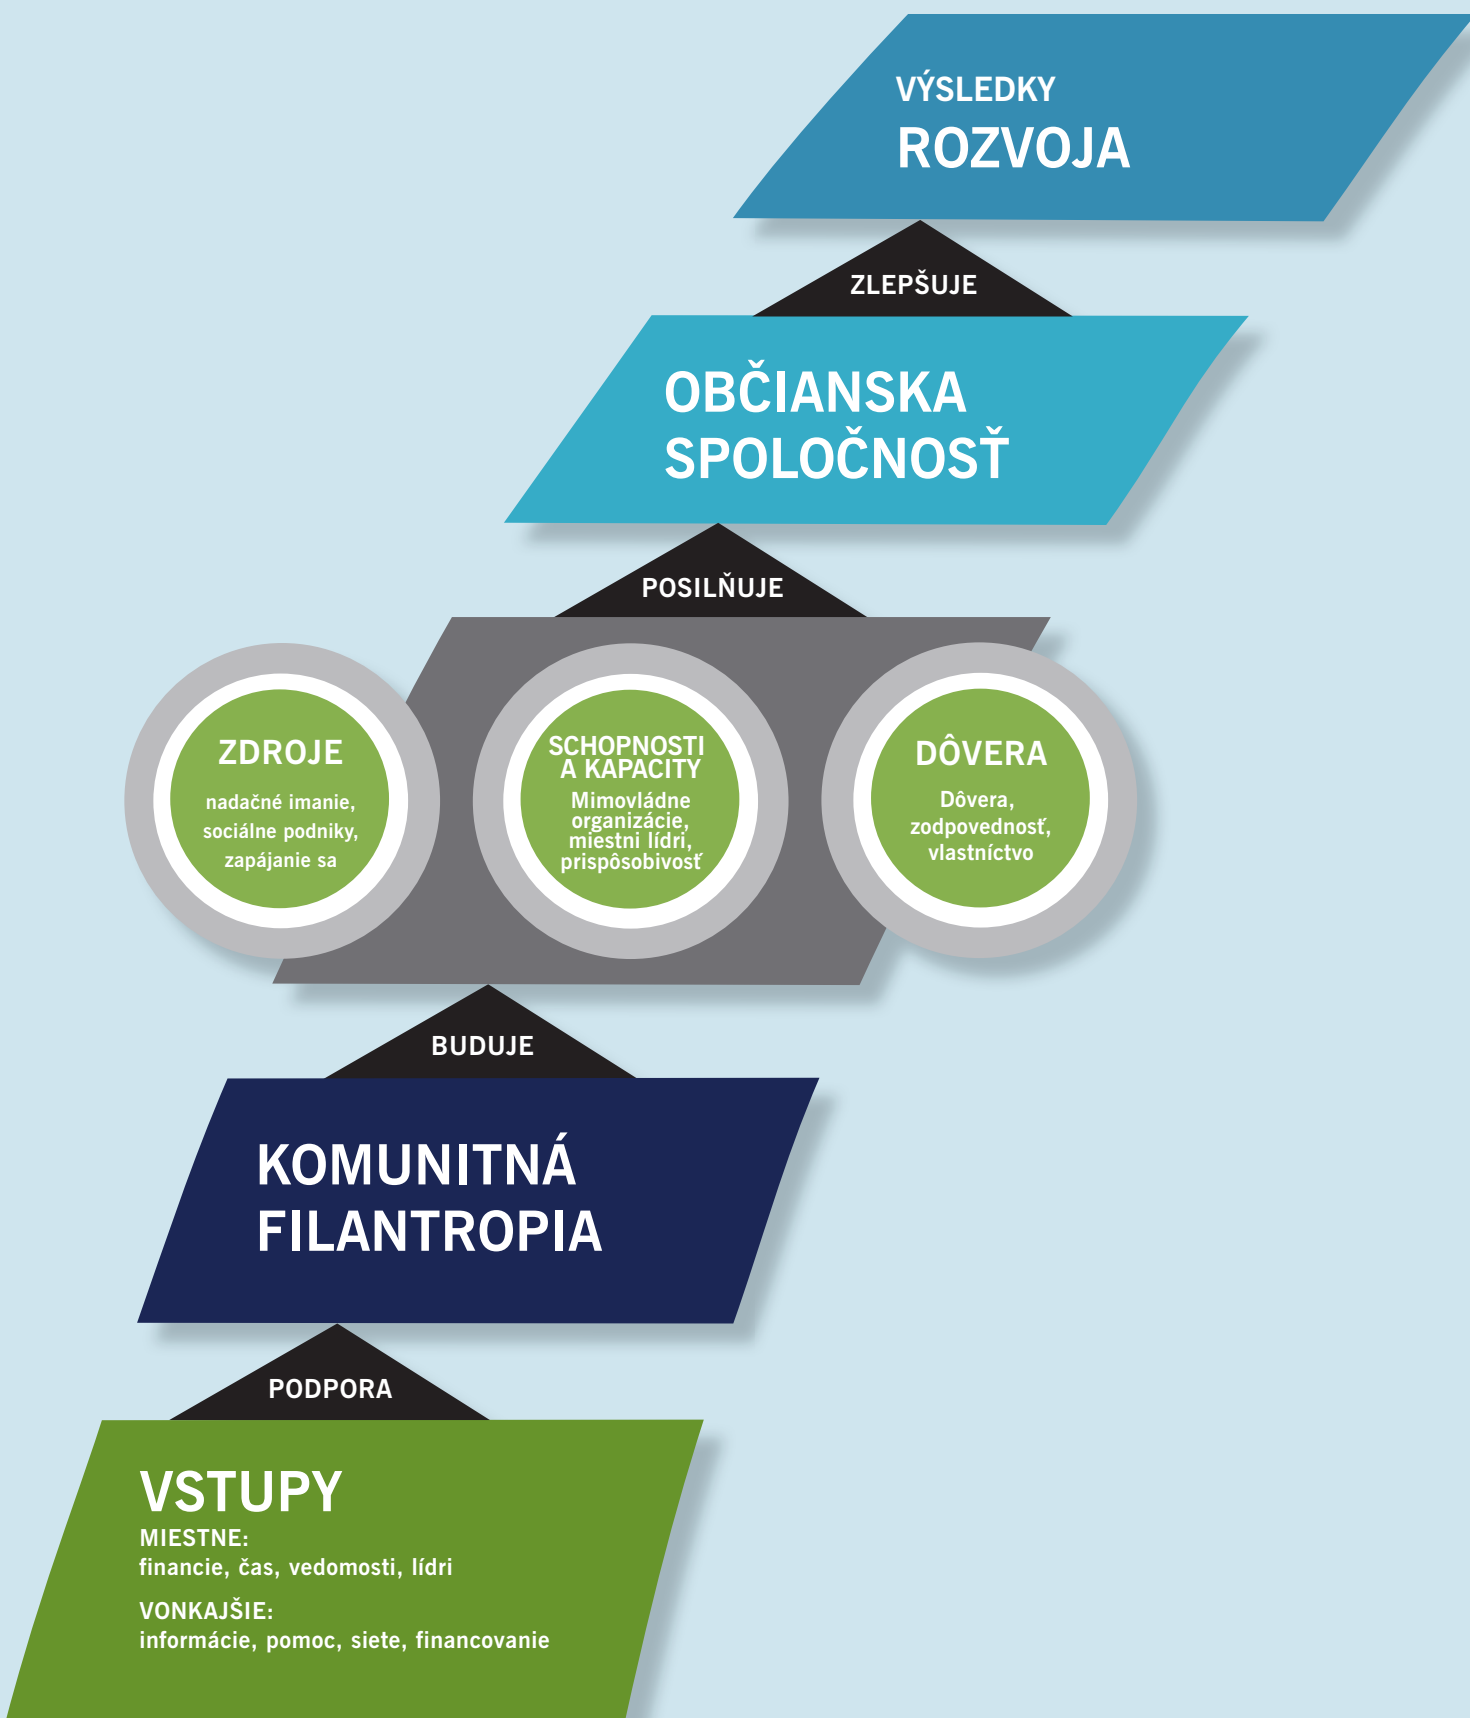 VÝSLEDKY
ROZVOJA
ZLEPŠUJE
OBČIANSKA
SPOLOČNOSŤ
POSILŇUJE
ZDROJE
nadačné imanie,
sociálne podniky,
zapájanie sa
SCHOPNOSTI
A KAPACITY
Mimovládne
organizácie,
miestni lídri,
prispôsobivosť
DÔVERA
Dôvera,
zodpovednosť,
vlastníctvo
BUDUJE
KOMUNITNÁ
FILANTROPIA
PODPORA
VSTUPY
MIESTNE:
financie, čas, vedomosti, lídri
VONKAJŠIE:
informácie, pomoc, siete, financovanie